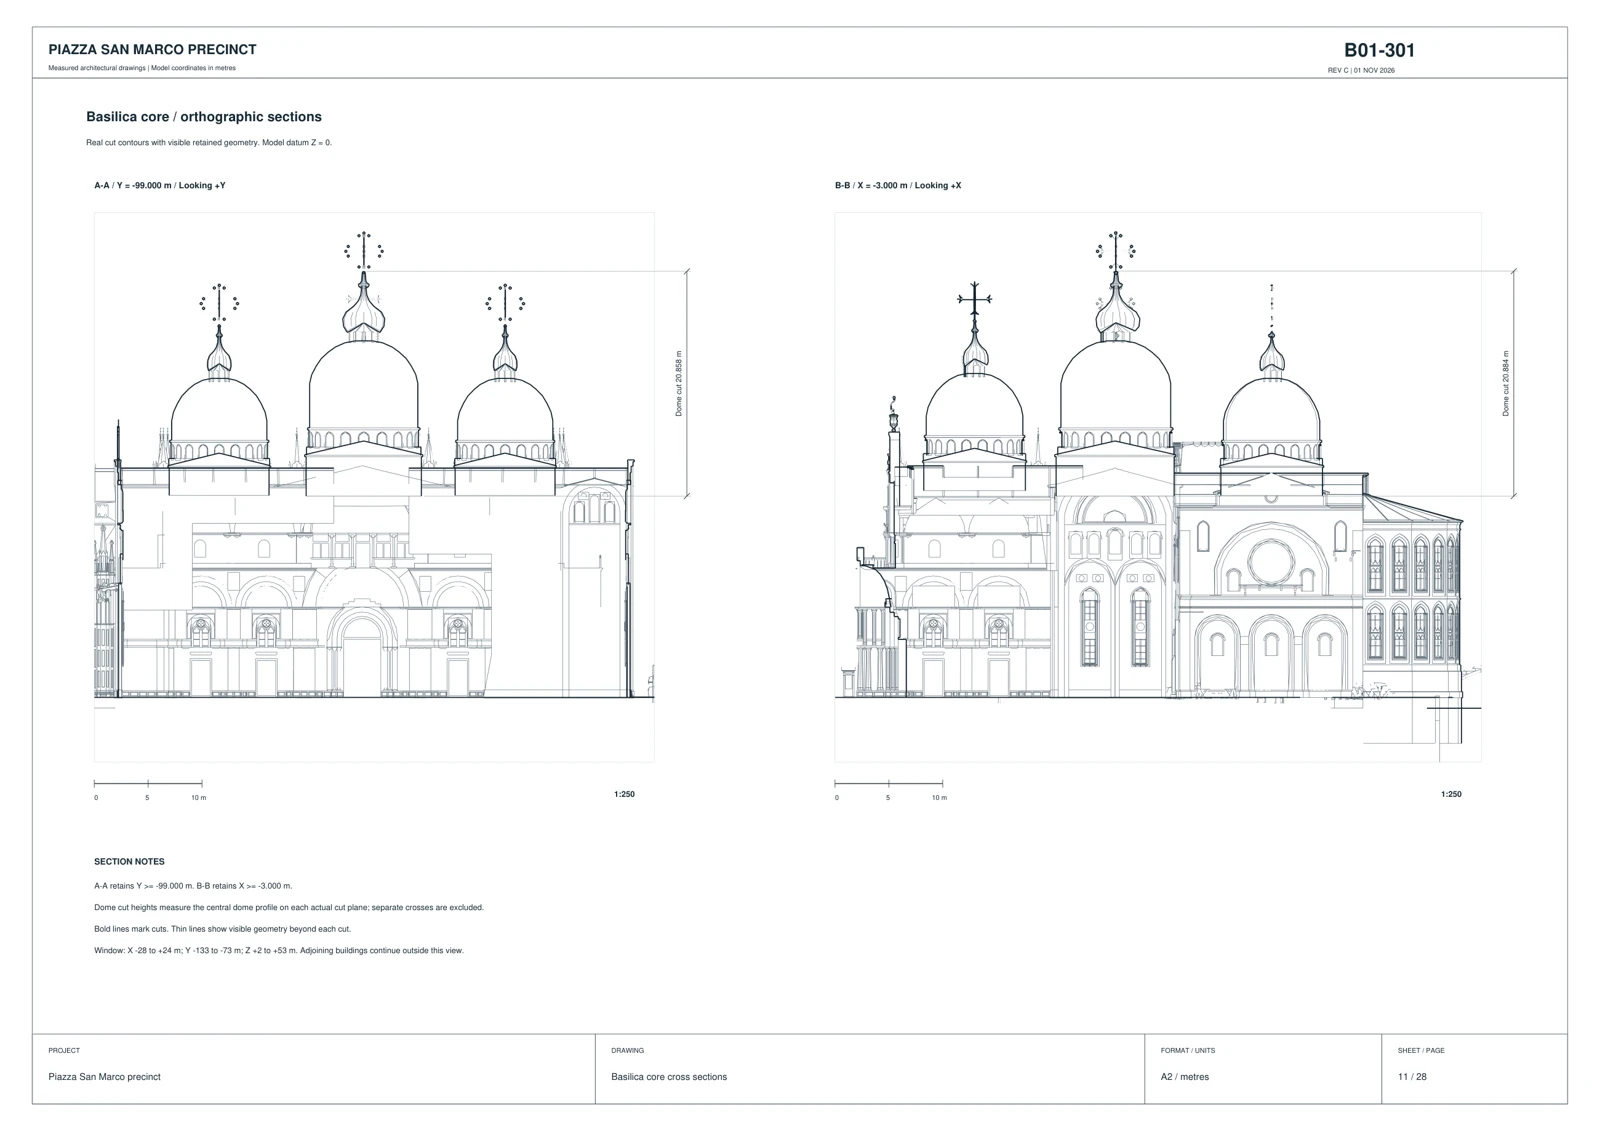 PIAZZA SAN MARCO PRECINCT
Measured architectural drawings | Model coordinates in metres
B01-301
REV C | 01 NOV 2026
Basilica core / orthographic sections
Real cut contours with visible retained geometry. Model datum Z = 0.
A-A / Y = -99.000 m / Looking +Y
B-B / X = -3.000 m / Looking +X
Dome cut 20.858 m
Dome cut 20.884 m
0 5 10 m
1:250
0 5 10 m
1:250
SECTION NOTES
A-A retains Y >= -99.000 m. B-B retains X >= -3.000 m.
Dome cut heights measure the central dome profile on each actual cut plane; separate crosses are excluded.
Bold lines mark cuts. Thin lines show visible geometry beyond each cut.
Window: X -28 to +24 m; Y -133 to -73 m; Z +2 to +53 m. Adjoining buildings continue outside this view.
PROJECT
Piazza San Marco precinct
DRAWING
Basilica core cross sections
FORMAT / UNITS
A2 / metres
SHEET / PAGE
11 / 28